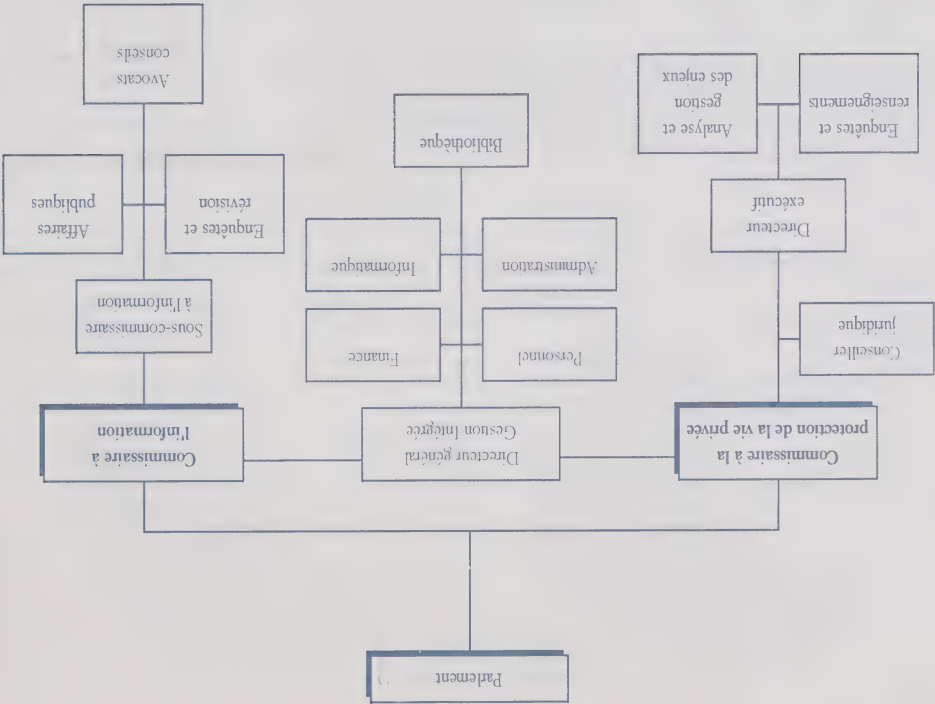 Parlement
Commissaire à
l'information
Directeur général
Gestion Intégrée
Commissaire à la
protection de la vie privée
Sous-commissaire
à l'information
Finance
Personnel
Conseiller
juridique
Informatique
Administration
Affaires
publiques
Enquêtes et
révision
Directeur
exécutif
Bibliothèque
Avocats
conseils
Analyse et
gestion
des enjeux
Enquêtes et
renseignements